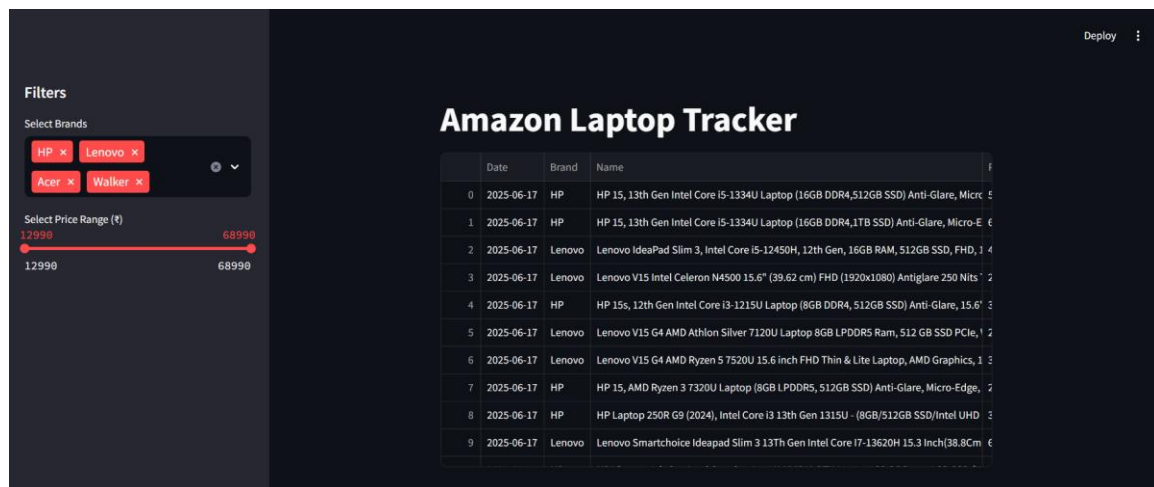 Deploy
Filters
Select Brands
HP ×
Lenovo ×
Acer ×
Walker ×
Select Price Range (₹)
12990 68990
12990 68990
Amazon Laptop Tracker
Date Brand Name
0 2025-06-17 HP HP 15, 13th Gen Intel Core i5-1334U Laptop (16GB DDR4,512GB SSD) Anti-Glare, Micro 5
1 2025-06-17 HP HP 15, 13th Gen Intel Core i5-1334U Laptop (16GB DDR4,1TB SSD) Anti-Glare, Micro-E 6
2 2025-06-17 Lenovo Lenovo IdeaPad Slim 3, Intel Core i5-12450H, 12th Gen, 16GB RAM, 512GB SSD, FHD, 1 4
3 2025-06-17 Lenovo Lenovo V15 Intel Celeron N4500 15.6" (39.62 cm) FHD (1920x1080) Antiglare 250 Nits 2
4 2025-06-17 HP HP 15s, 12th Gen Intel Core i3-1215U Laptop (8GB DDR4, 512GB SSD) Anti-Glare, 15.6" 3
5 2025-06-17 Lenovo Lenovo V15 G4 AMD Athlon Silver 7120U Laptop 8GB LPDDR5 Ram, 512 GB SSD PCIe, 2
6 2025-06-17 Lenovo Lenovo V15 G4 AMD Ryzen 5 7520U 15.6 inch FHD Thin & Lite Laptop, AMD Graphics, 1 3
7 2025-06-17 HP HP 15, AMD Ryzen 3 7320U Laptop (8GB LPDDR5, 512GB SSD) Anti-Glare, Micro-Edge, 2
8 2025-06-17 HP HP Laptop 250R G9 (2024), Intel Core i3 13th Gen 1315U - (8GB/512GB SSD/Intel UHD 3
9 2025-06-17 Lenovo Lenovo Smartchoice Ideapad Slim 3 13Th Gen Intel Core I7-13620H 15.3 Inch(38.8Cm 6